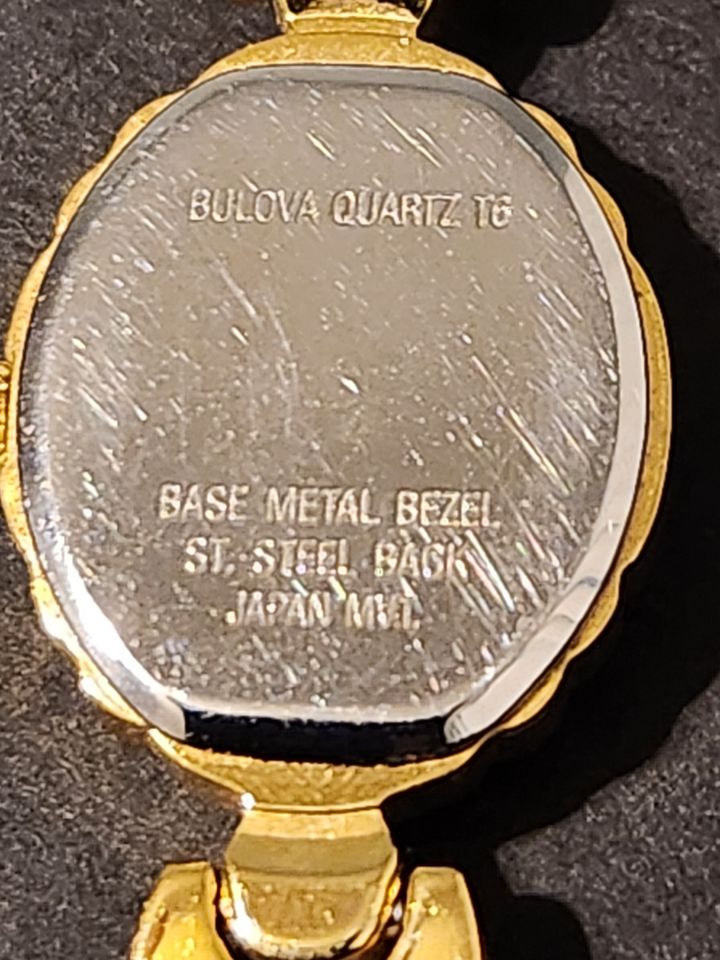 BULOVA QUARTZ T6
BASE METAL BEZEL
ST. STEEL BACK
JAPAN MVT.